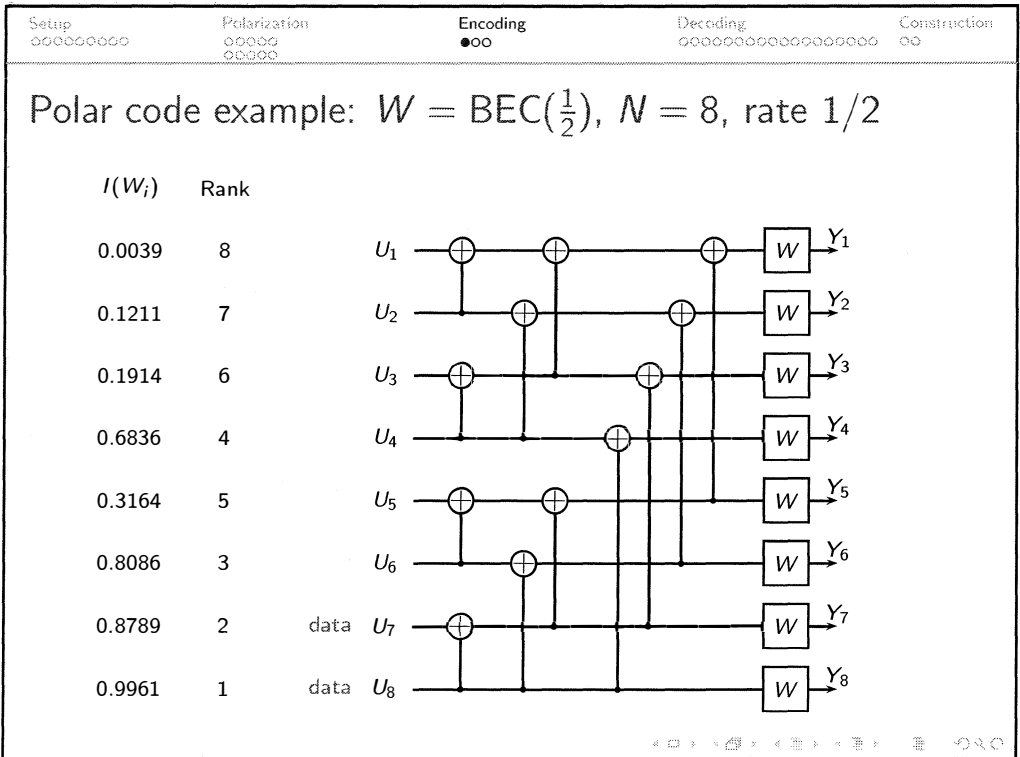 Setup Polarization Encoding Decoding Construction
Polar code example: W = BEC(1/2), N = 8, rate 1/2
I(W_i) Rank
0.0039 8 U_1 W Y_1
0.1211 7 U_2 W Y_2
0.1914 6 U_3 W Y_3
0.6836 4 U_4 W Y_4
0.3164 5 U_5 W Y_5
0.8086 3 U_6 W Y_6
0.8789 2 data U_7 W Y_7
0.9961 1 data U_8 W Y_8